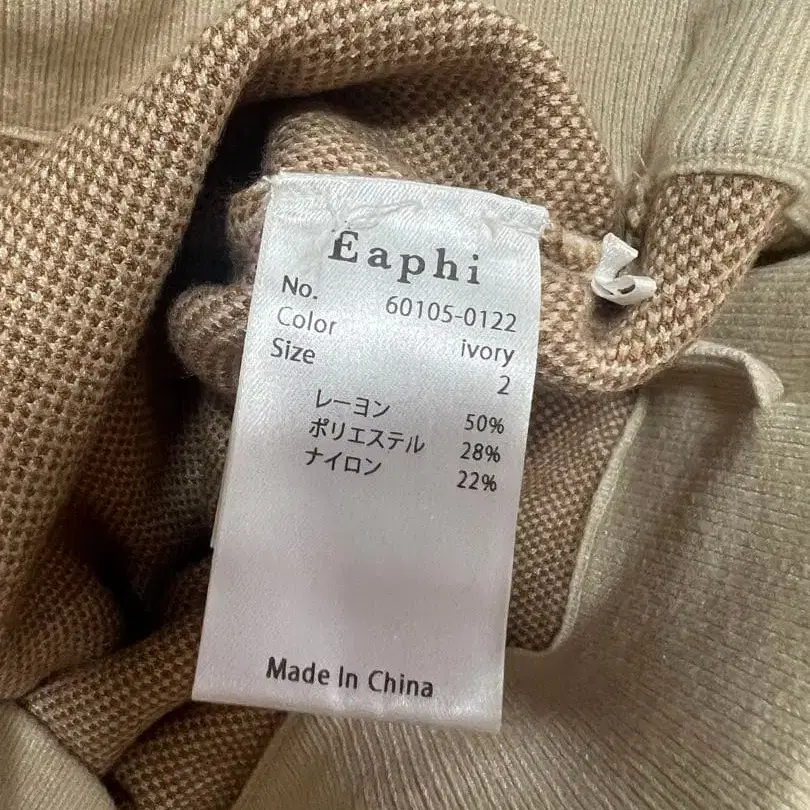 Eaphi
No. 60105-0122
Color ivory
Size 2
レーヨン 50%
ポリエステル 28%
ナイロン 22%
Made In China